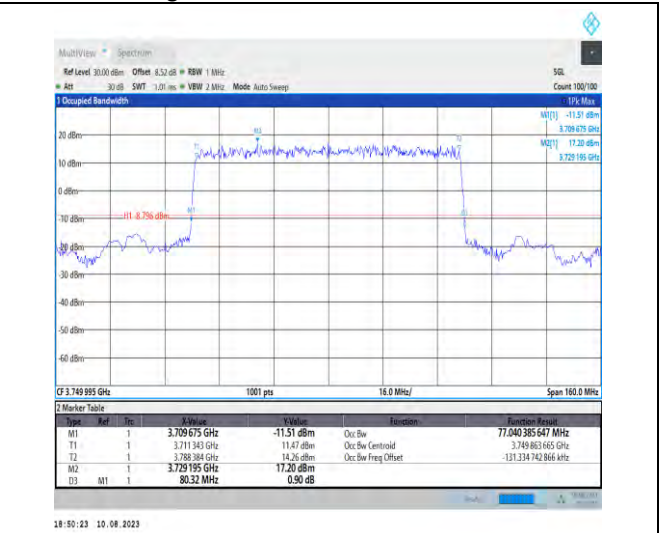 MultiView Spectrum
Ref Level 30.00 dBm Offset 8.52 dB RBW 1 MHz SGL
Att 30 dB SWT 1.01 ms VBW 2 MHz Mode Auto Sweep Count 100/100
1 Occupied Bandwidth 1Pk Max
M1[1] -11.51 dBm
3.709 675 GHz
M2[1] 17.20 dBm
3.729 195 GHz
M2
T1
T2
20 dBm
10 dBm
0 dBm
M1
D3
-10 dBm
H1 -8.796 dBm
-20 dBm
-30 dBm
-40 dBm
-50 dBm
-60 dBm
CF 3.749 995 GHz 1001 pts 16.0 MHz/ Span 160.0 MHz
2 Marker Table
Type Ref Trc X-Value Y-Value Function Function Result
M1 1 3.709 675 GHz -11.51 dBm Occ Bw 77.040 385 647 MHz
T1 1 3.711 343 GHz 11.47 dBm Occ Bw Centroid 3.749 863 665 GHz
T2 1 3.788 384 GHz 14.26 dBm Occ Bw Freq Offset -131.334 742 866 kHz
M2 1 3.729 195 GHz 17.20 dBm
D3 M1 1 80.32 MHz 0.90 dB
18:50:23 10.08.2023